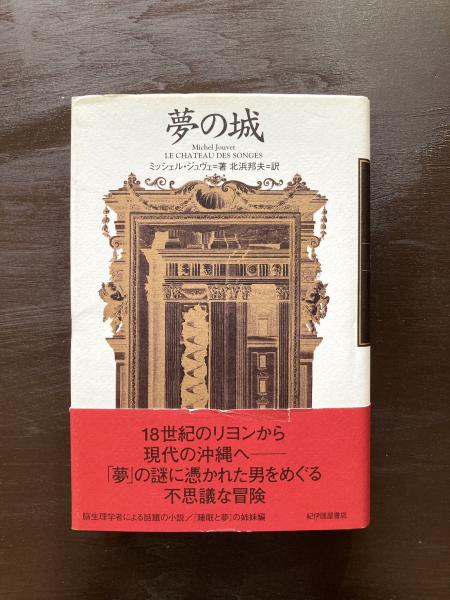 夢の城
Michel Jouvet
LE CHATEAU DES SONGES
ミッシェル・ジュヴェ=著 北浜邦夫=訳
18世紀のリヨンから
現代の沖縄へ──
「夢」の謎に憑かれた男をめぐる
不思議な冒険
脳生理学者による話題の小説/『睡眠と夢』の姉妹編
紀伊國屋書店